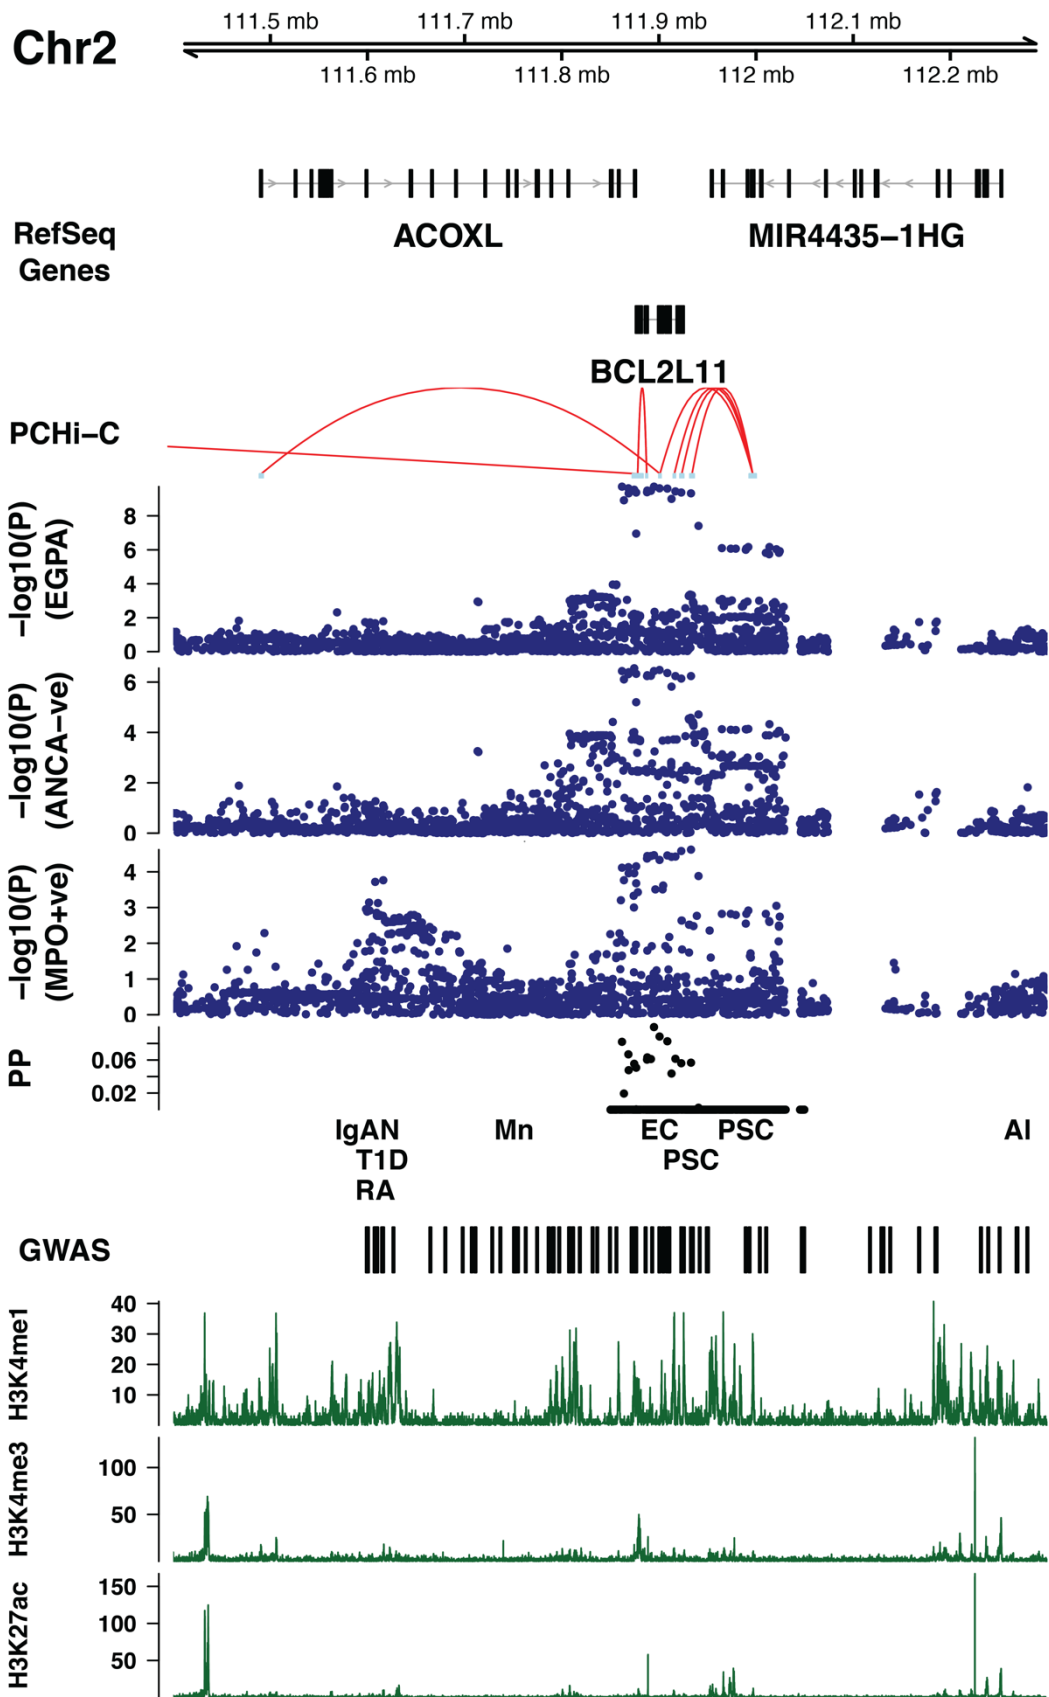 111.5 mb 111.7 mb 111.9 mb 112.1 mb
Chr2
111.6 mb 111.8 mb 112 mb 112.2 mb
RefSeq
Genes
ACOXL MIR4435−1HG
BCL2L11
PCHi−C
−log10(P)
(EGPA)
8
6
4
2
0
−log10(P)
(ANCA−ve)
6
4
2
0
−log10(P)
(MPO+ve)
4
3
2
1
0
PP
0.06
0.02
IgAN Mn EC PSC Al
T1D PSC
RA
GWAS
H3K4me1
40
30
20
10
H3K4me3
100
50
H3K27ac
150
100
50